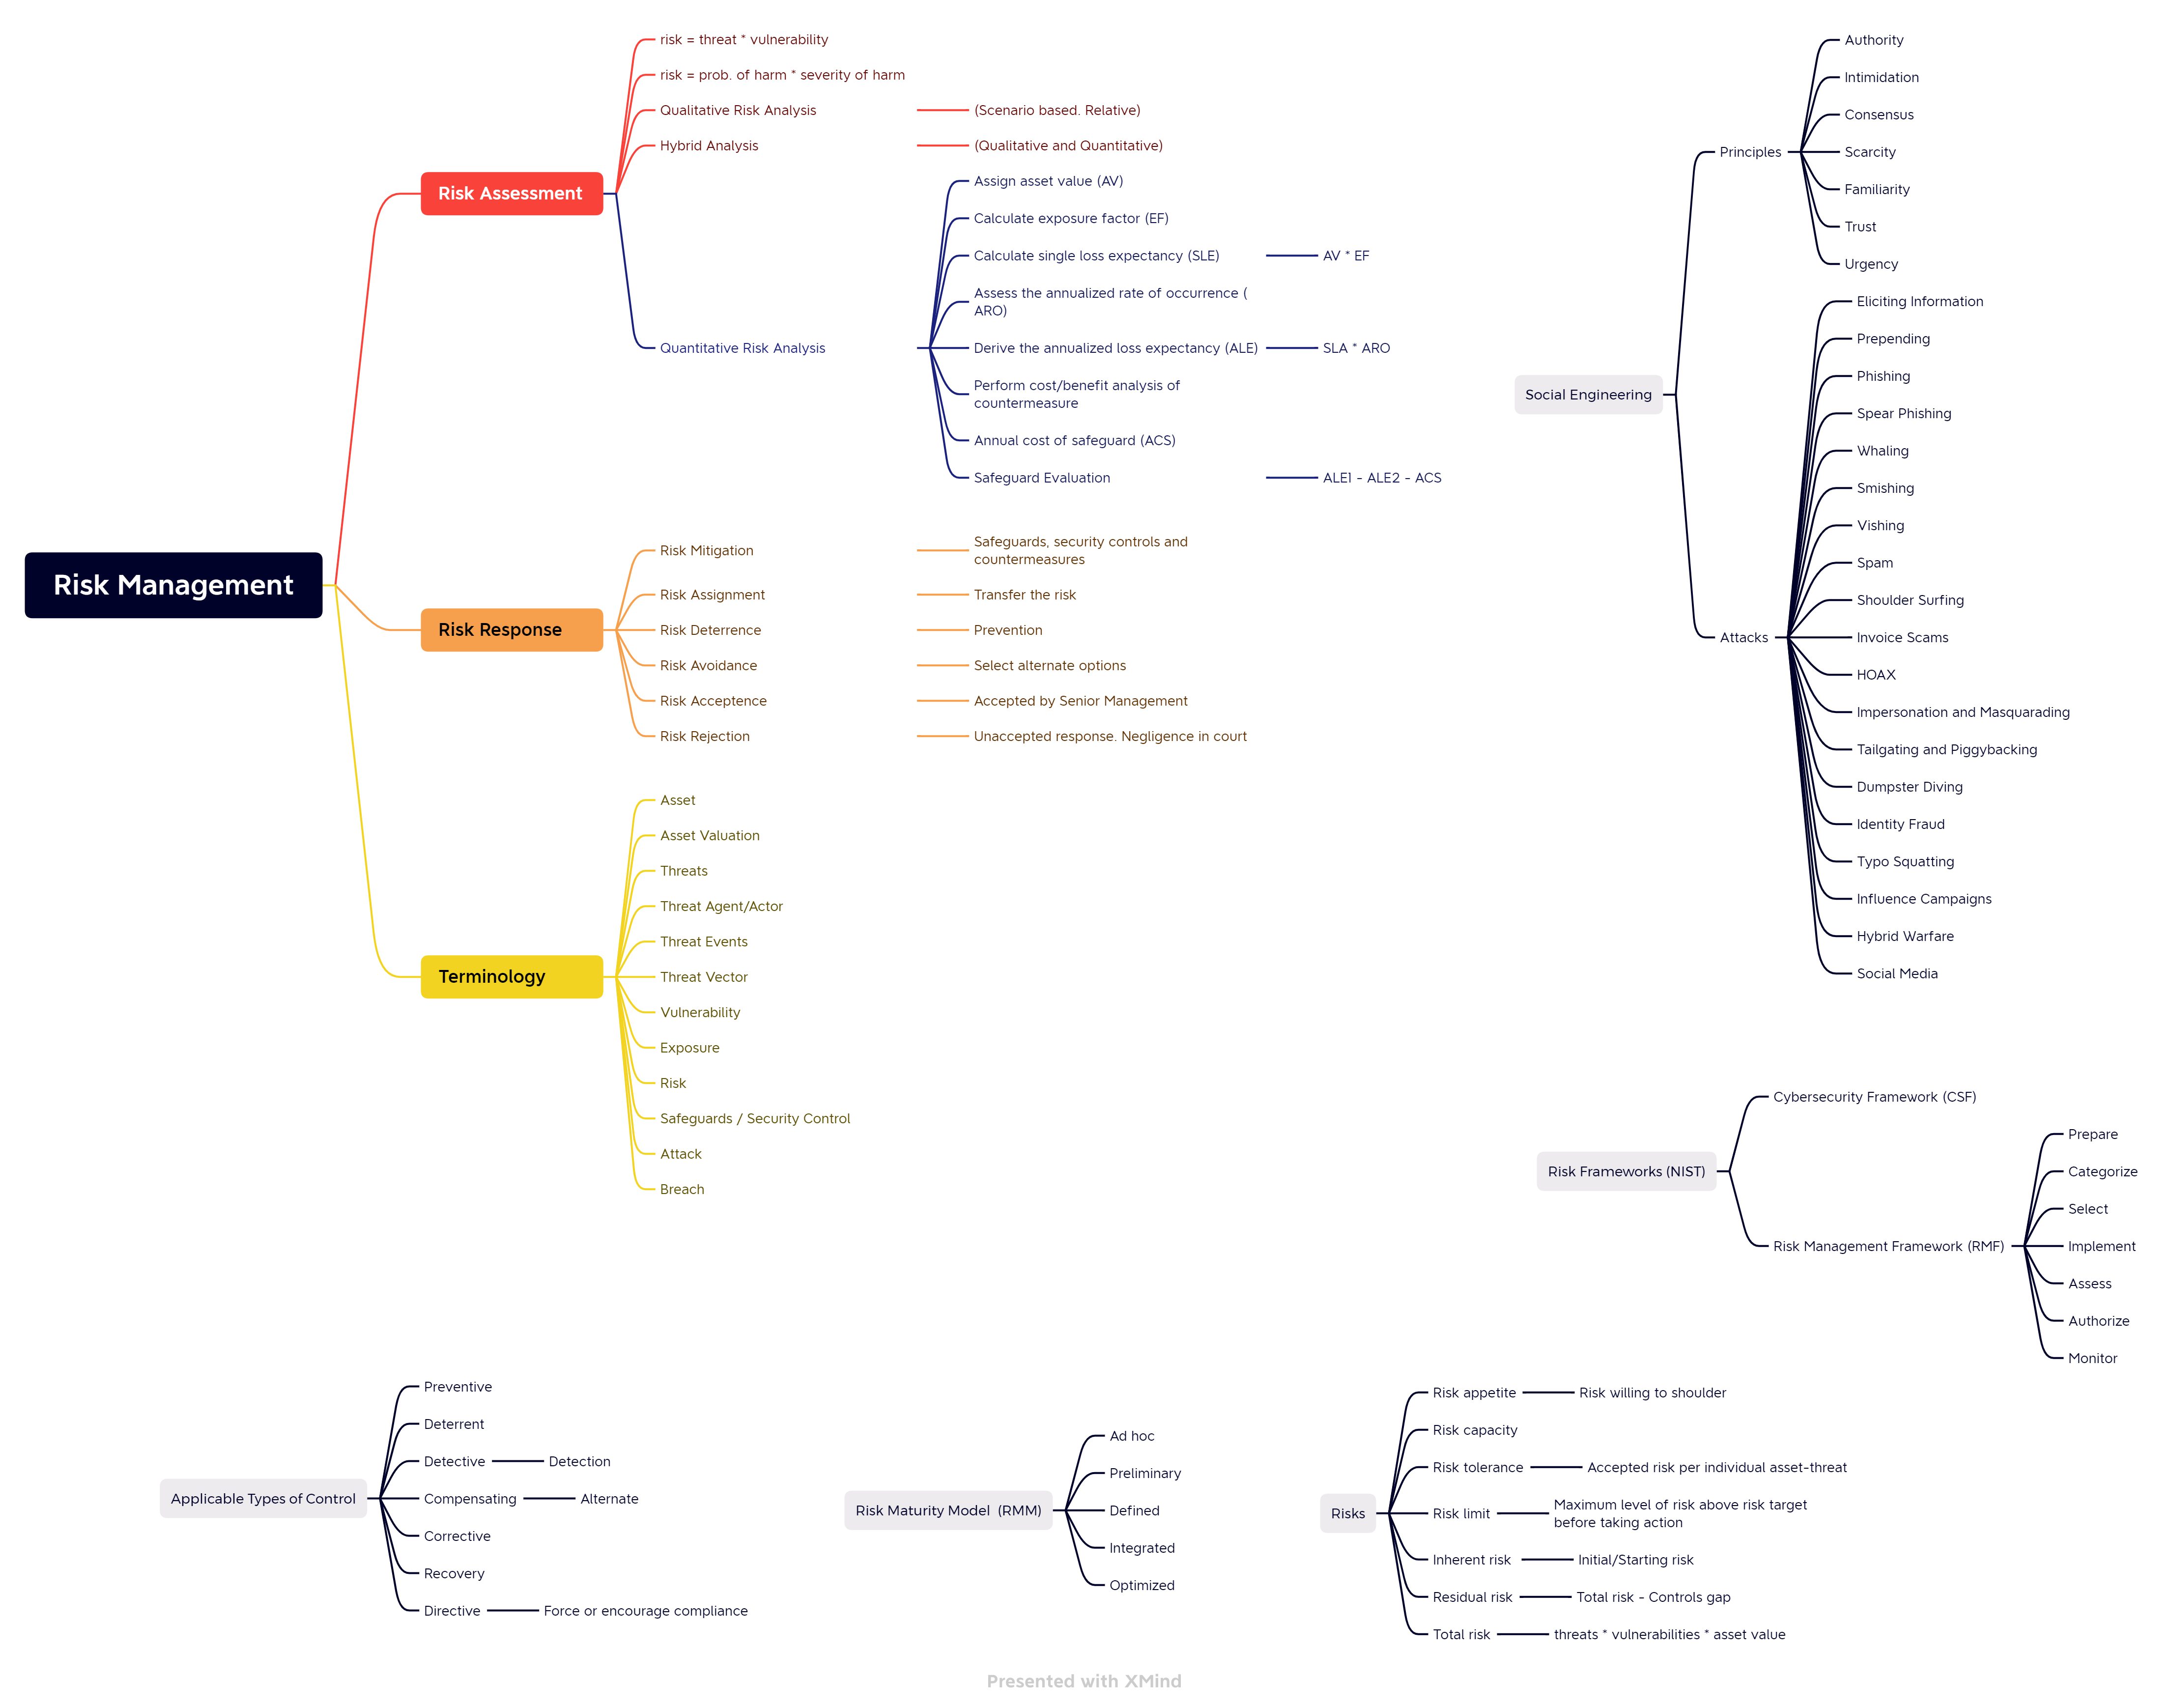 Risk Management
Risk Assessment
risk = threat * vulnerability
risk = prob. of harm * severity of harm
Qualitative Risk Analysis
(Scenario based. Relative)
Hybrid Analysis
(Qualitative and Quantitative)
Quantitative Risk Analysis
Assign asset value (AV)
Calculate exposure factor (EF)
Calculate single loss expectancy (SLE)
AV * EF
Assess the annualized rate of occurrence (
ARO)
Derive the annualized loss expectancy (ALE)
SLA * ARO
Perform cost/benefit analysis of
countermeasure
Annual cost of safeguard (ACS)
Safeguard Evaluation
ALE1 - ALE2 - ACS
Risk Response
Risk Mitigation
Safeguards, security controls and
countermeasures
Risk Assignment
Transfer the risk
Risk Deterrence
Prevention
Risk Avoidance
Select alternate options
Risk Acceptence
Accepted by Senior Management
Risk Rejection
Unaccepted response. Negligence in court
Terminology
Asset
Asset Valuation
Threats
Threat Agent/Actor
Threat Events
Threat Vector
Vulnerability
Exposure
Risk
Safeguards / Security Control
Attack
Breach
Social Engineering
Principles
Authority
Intimidation
Consensus
Scarcity
Familiarity
Trust
Urgency
Attacks
Eliciting Information
Prepending
Phishing
Spear Phishing
Whaling
Smishing
Vishing
Spam
Shoulder Surfing
Invoice Scams
HOAX
Impersonation and Masquarading
Tailgating and Piggybacking
Dumpster Diving
Identity Fraud
Typo Squatting
Influence Campaigns
Hybrid Warfare
Social Media
Risk Frameworks (NIST)
Cybersecurity Framework (CSF)
Risk Management Framework (RMF)
Prepare
Categorize
Select
Implement
Assess
Authorize
Monitor
Applicable Types of Control
Preventive
Deterrent
Detective
Detection
Compensating
Alternate
Corrective
Recovery
Directive
Force or encourage compliance
Risk Maturity Model (RMM)
Ad hoc
Preliminary
Defined
Integrated
Optimized
Risks
Risk appetite
Risk willing to shoulder
Risk capacity
Risk tolerance
Accepted risk per individual asset-threat
Risk limit
Maximum level of risk above risk target
before taking action
Inherent risk
Initial/Starting risk
Residual risk
Total risk - Controls gap
Total risk
threats * vulnerabilities * asset value
Presented with XMind